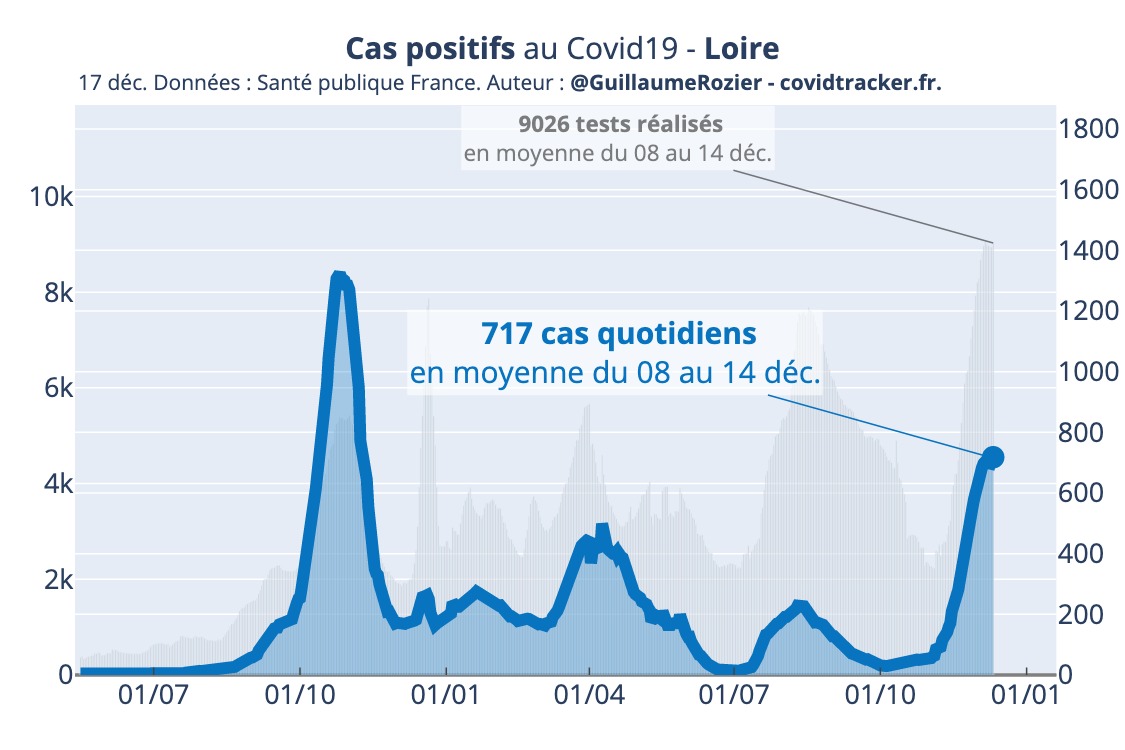 Cas positifs au Covid19 - Loire
17 déc. Données : Santé publique France. Auteur : @GuillaumeRozier - covidtracker.fr.
9026 tests réalisés
en moyenne du 08 au 14 déc.
717 cas quotidiens
en moyenne du 08 au 14 déc.
10k
8k
6k
4k
2k
0
1800
1600
1400
1200
1000
800
600
400
200
0
01/07
01/10
01/01
01/04
01/07
01/10
01/01